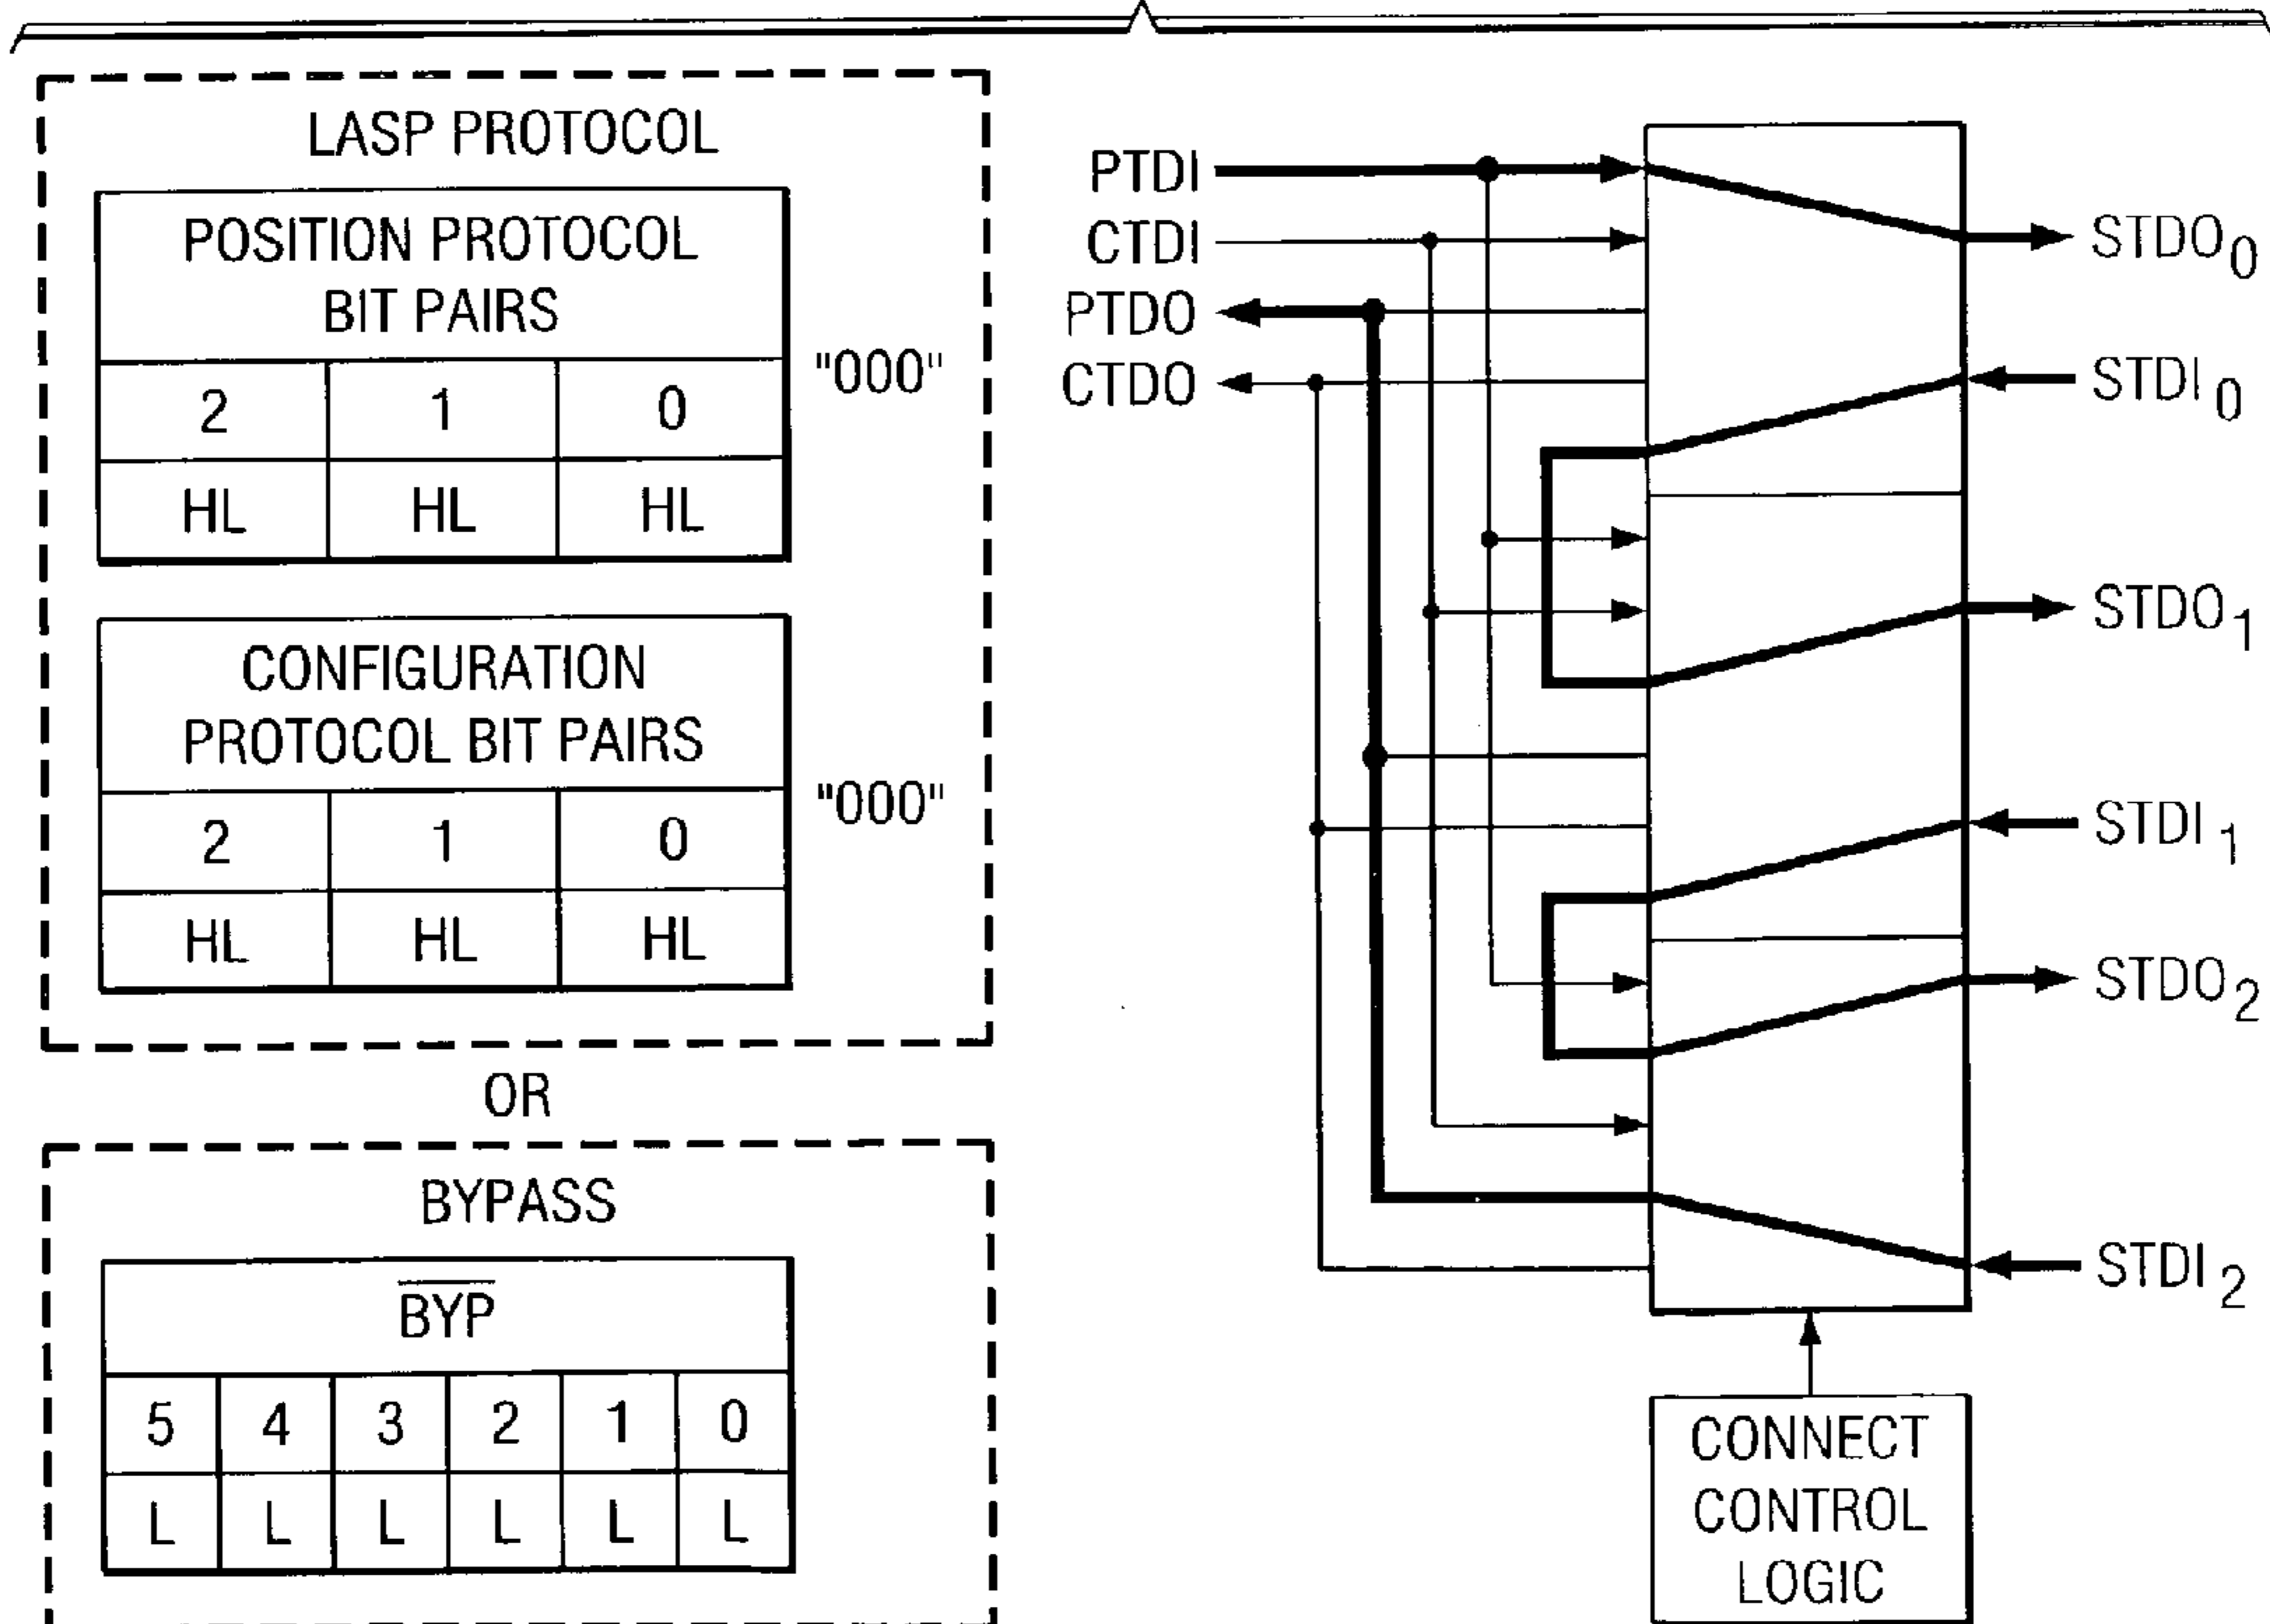 LASP PROTOCOL
POSITION PROTOCOL
BIT PAIRS
2 1 0
HL HL HL
"000"
CONFIGURATION
PROTOCOL BIT PAIRS
2 1 0
HL HL HL
"000"
OR
BYPASS
BYP
5 4 3 2 1 0
L L L L L L
PTDI
CTDI
PTDO
CTDO
STDO0
STDI0
STDO1
STDI1
STDO2
STDI2
CONNECT
CONTROL
LOGIC